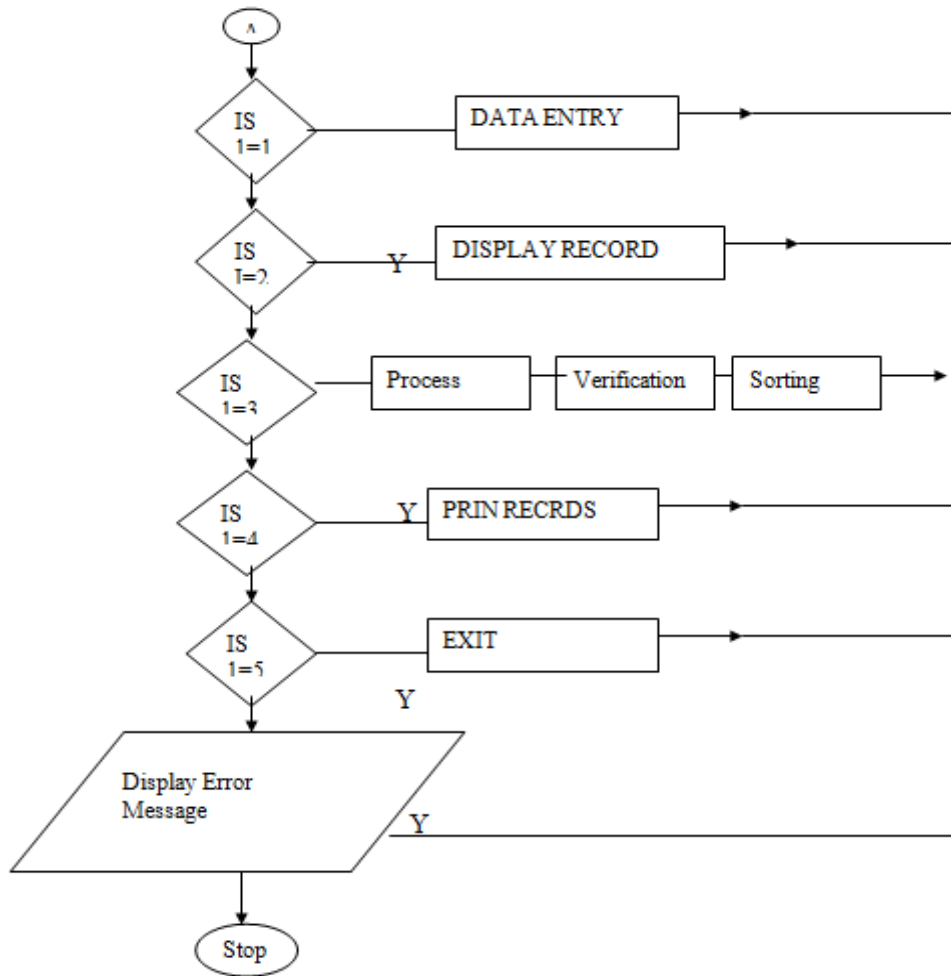 A
IS
1=1
DATA ENTRY
IS
I=2
Y
DISPLAY RECORD
IS
1=3
Process
Verification
Sorting
IS
1=4
Y
PRIN RECRDS
IS
1=5
EXIT
Y
Display Error
Message
Y
Stop